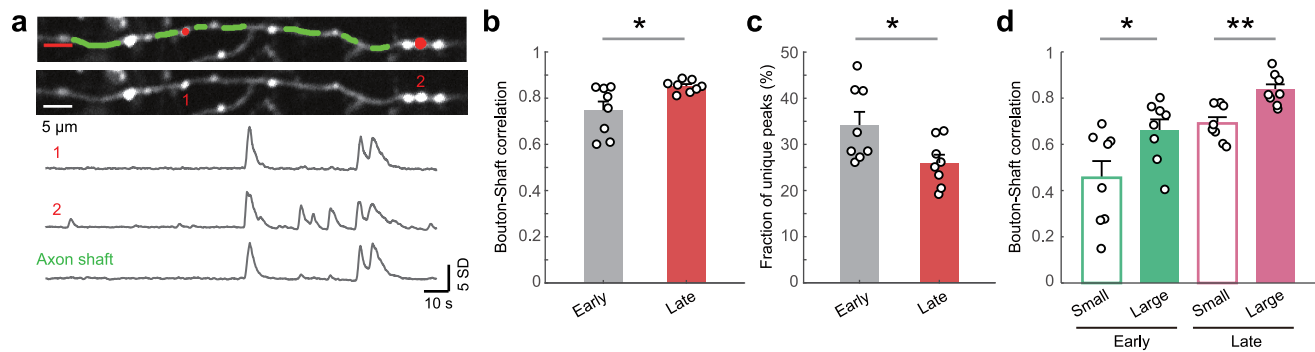 a
1
2
5 µm
1
2
Axon shaft
5 SD
10 s
b
*
Bouton-Shaft correlation
1
0.8
0.6
0.4
0.2
0
Early
Late
c
*
Fraction of unique peaks (%)
50
40
30
20
10
0
Early
Late
d
*
**
Bouton-Shaft correlation
1
0.8
0.6
0.4
0.2
0
Small
Large
Small
Large
Early
Late